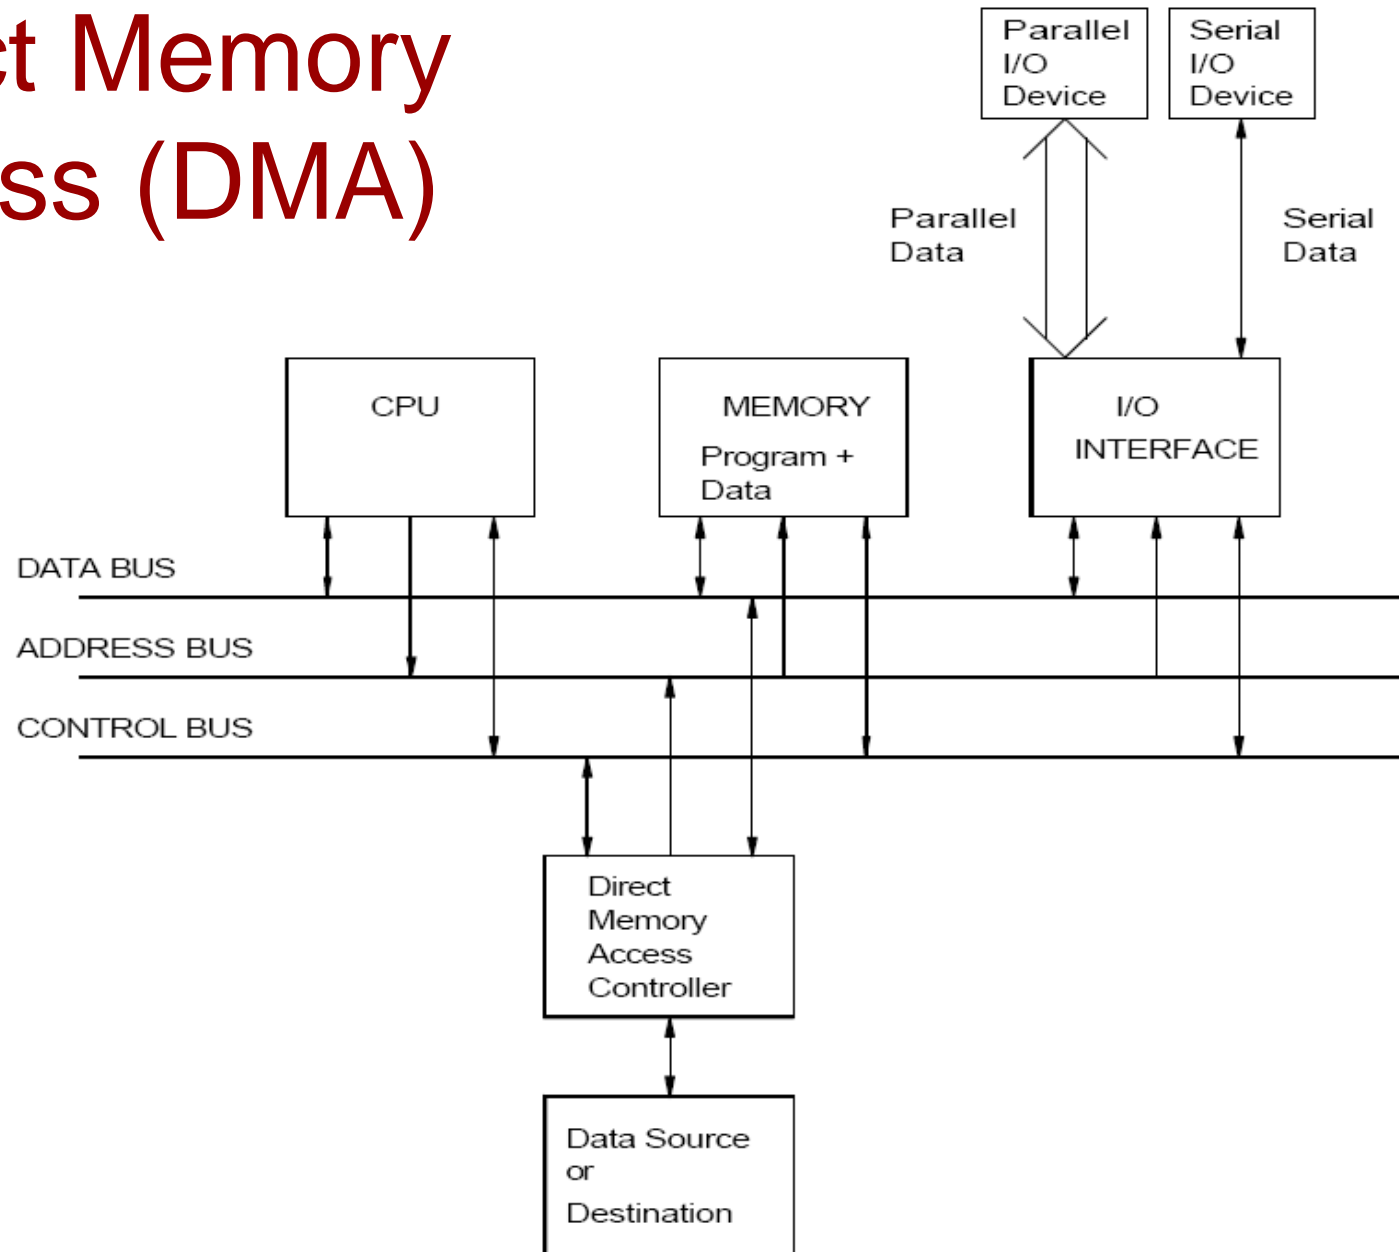 ct Memory
ss (DMA)
Parallel
I/O
Device
Serial
I/O
Device
Parallel
Data
Serial
Data
CPU
MEMORY
Program +
Data
I/O
INTERFACE
DATA BUS
ADDRESS BUS
CONTROL BUS
Direct
Memory
Access
Controller
Data Source
or
Destination